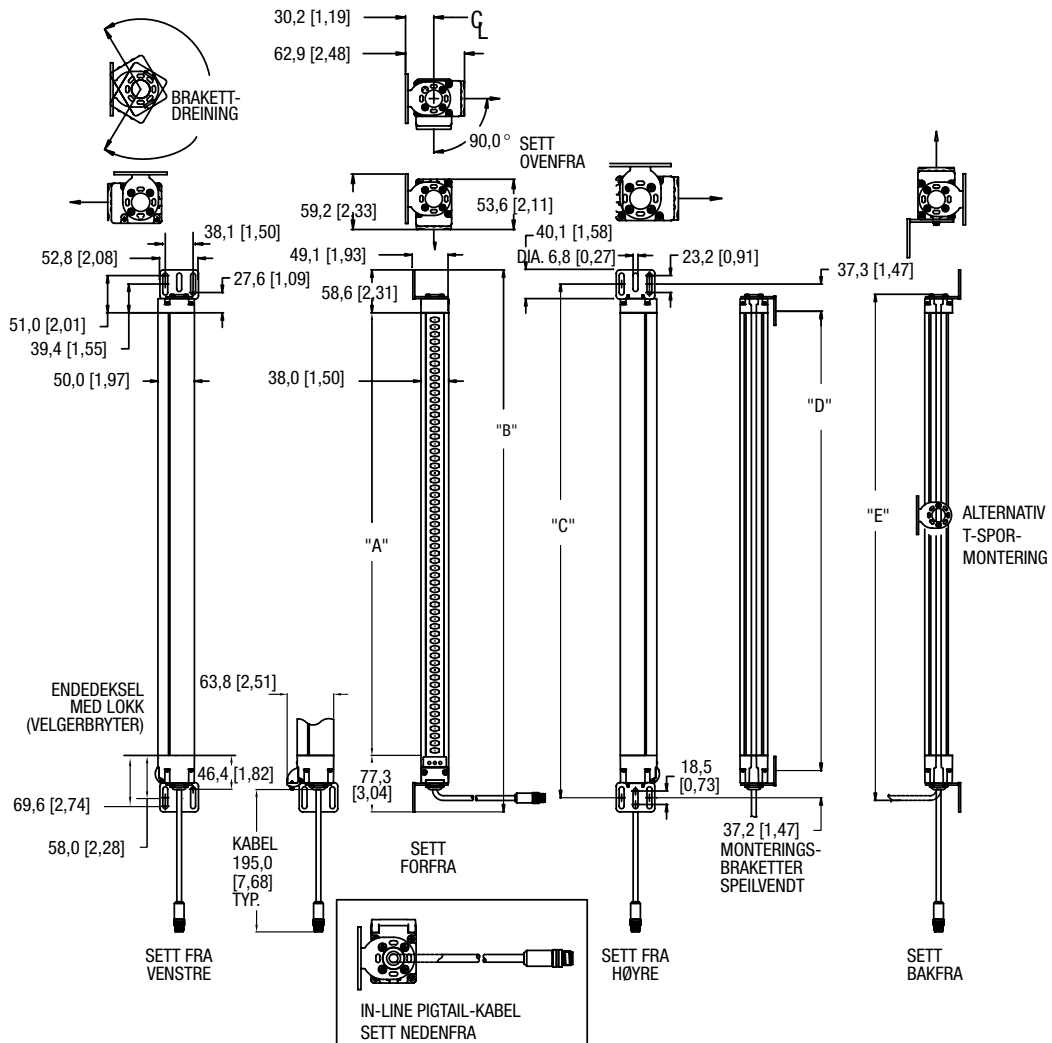 30,2 [1,19]
CL
62,9 [2,48]
BRAKETT-
DREINING
90,0°
SETT
OVENFRA
59,2 [2,33]
53,6 [2,11]
38,1 [1,50]
52,8 [2,08]
27,6 [1,09]
49,1 [1,93]
58,6 [2,31]
40,1 [1,58]
DIA. 6,8 [0,27]
23,2 [0,91]
37,3 [1,47]
51,0 [2,01]
39,4 [1,55]
50,0 [1,97]
38,0 [1,50]
"A"
"B"
"C"
"D"
"E"
ALTERNATIV
T-SPOR-
MONTERING
ENDEDEKSEL
MED LOKK
(VELGERBRYTER)
63,8 [2,51]
46,4 [1,82]
69,6 [2,74]
58,0 [2,28]
77,3
[3,04]
18,5
[0,73]
KABEL
195,0
[7,68]
TYP.
SETT
FORFRA
37,2 [1,47]
MONTERINGS-
BRAKETTER
SPEILVENDT
SETT FRA
VENSTRE
SETT FRA
HØYRE
SETT
BAKFRA
IN-LINE PIGTAIL-KABEL
SETT NEDENFRA